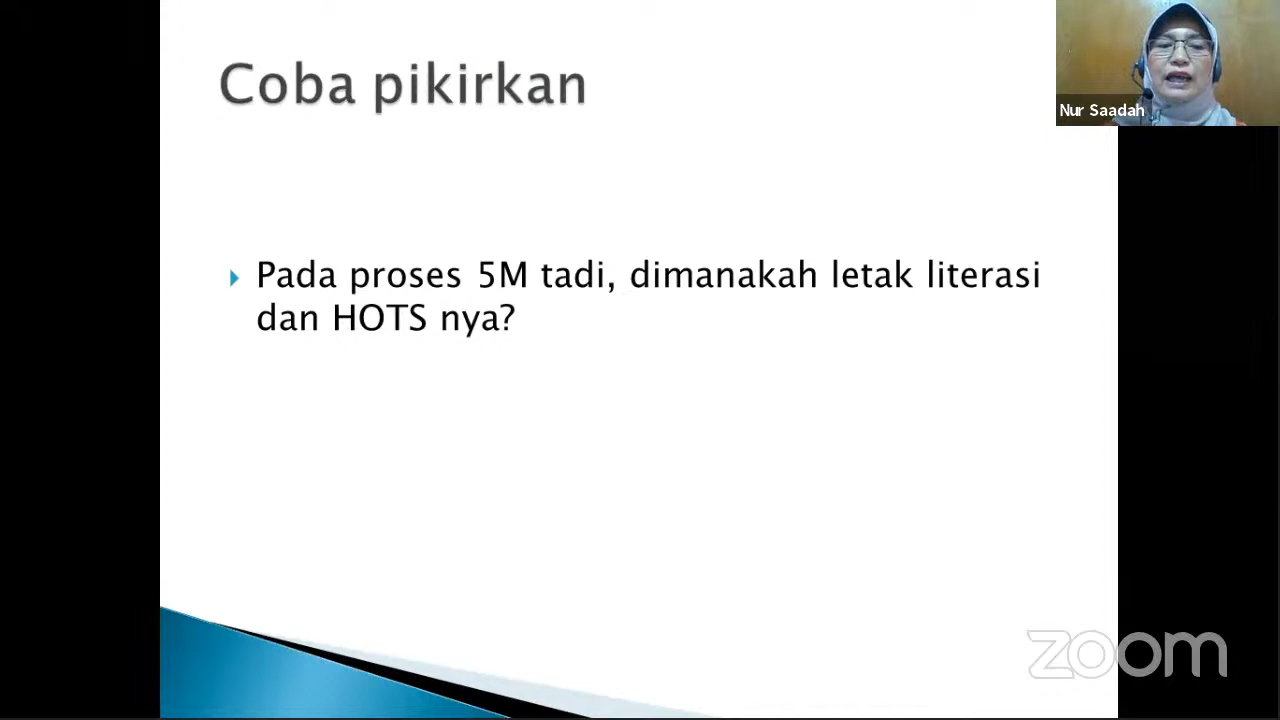 Coba pikirkan
Nur Saadah
Pada proses 5M tadi, dimanakah letak literasi
dan HOTS nya?
zoom